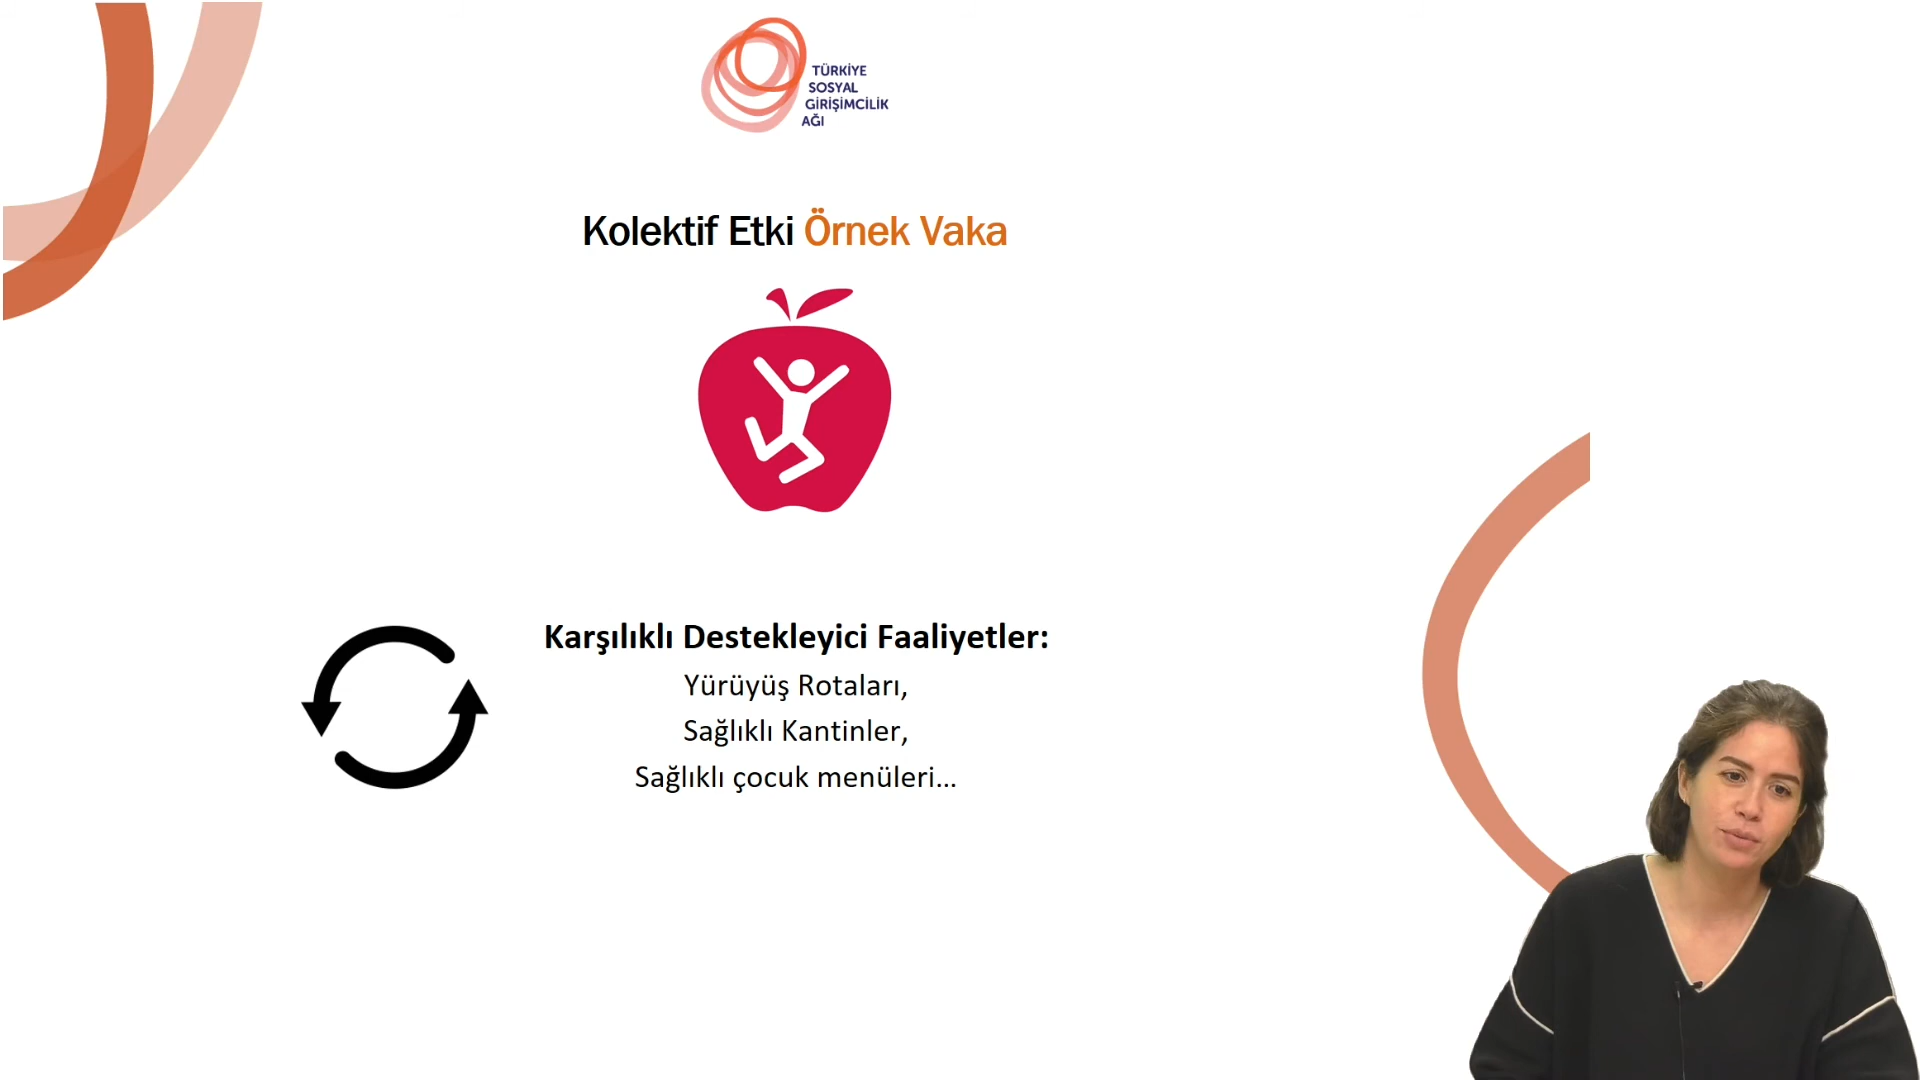 TÜRKİYE
SOSYAL
GİRİŞİMCİLİK
AĞI
Kolektif Etki Örnek Vaka
Karşılıklı Destekleyici Faaliyetler:
Yürüyüş Rotaları,
Sağlıklı Kantinler,
Sağlıklı çocuk menüleri...